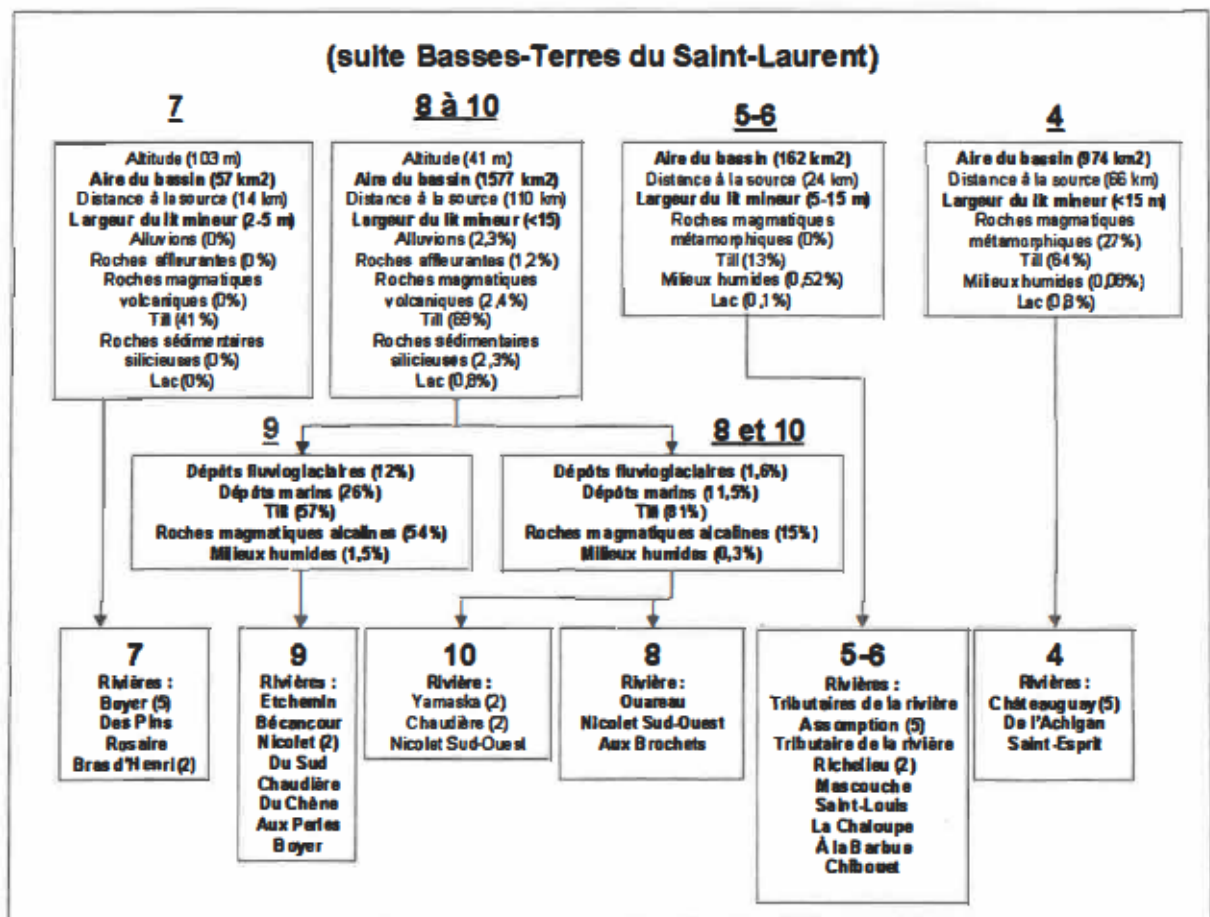 (suite Basses-Terres du Saint-Laurent)
7
Altitude (103 m)
Aire du bassin (57 km2)
Distance à la source (14 km)
Largeur du lit mineur (2-5 m)
Alluvions (0%)
Roches affleurantes (0%)
Roches magmatiques
volcaniques (0%)
Till (41%)
Roches sédimentaires
silicieuses (0%)
Lac (0%)
8 à 10
Altitude (41 m)
Aire du bassin (1577 km2)
Distance à la source (110 km)
Largeur du lit mineur (<15)
Alluvions (2,3%)
Roches affleurantes (1,2%)
Roches magmatiques
volcaniques (2,4%)
Till (69%)
Roches sédimentaires
silicieuses (2,3%)
Lac (0,8%)
5-6
Aire du bassin (162 km2)
Distance à la source (24 km)
Largeur du lit mineur (5-15 m)
Roches magmatiques
métamorphiques (0%)
Till (13%)
Milieux humides (0,52%)
Lac (0,1%)
4
Aire du bassin (974 km2)
Distance à la source (66 km)
Largeur du lit mineur (<15 m)
Roches magmatiques
métamorphiques (27%)
Till (64%)
Milieux humides (0,06%)
Lac (0,8%)
9
Dépôts fluvioglaciaires (12%)
Dépôts marins (26%)
Till (57%)
Roches magmatiques alcalines (54%)
Milieux humides (1,5%)
8 et 10
Dépôts fluvioglaciaires (1,6%)
Dépôts marins (11,5%)
Till (81%)
Roches magmatiques alcalines (15%)
Milieux humides (0,3%)
7
Rivières :
Boyer (5)
Des Pins
Rosaire
Bras d'Henri (2)
9
Rivières :
Etchemin
Bécancour
Nicolet (2)
Du Sud
Chaudière
Du Chêne
Aux Perles
Boyer
10
Rivière :
Yamaska (2)
Chaudière (2)
Nicolet Sud-Ouest
8
Rivière :
Ouareau
Nicolet Sud-Ouest
Aux Brochets
5-6
Rivières :
Tributaires de la rivière
Assomption (5)
Tributaire de la rivière
Richelieu (2)
Mascouche
Saint-Louis
La Chaloupe
À la Barbue
Chibouet
4
Rivières :
Châteauguay (5)
De l'Achigan
Saint-Esprit